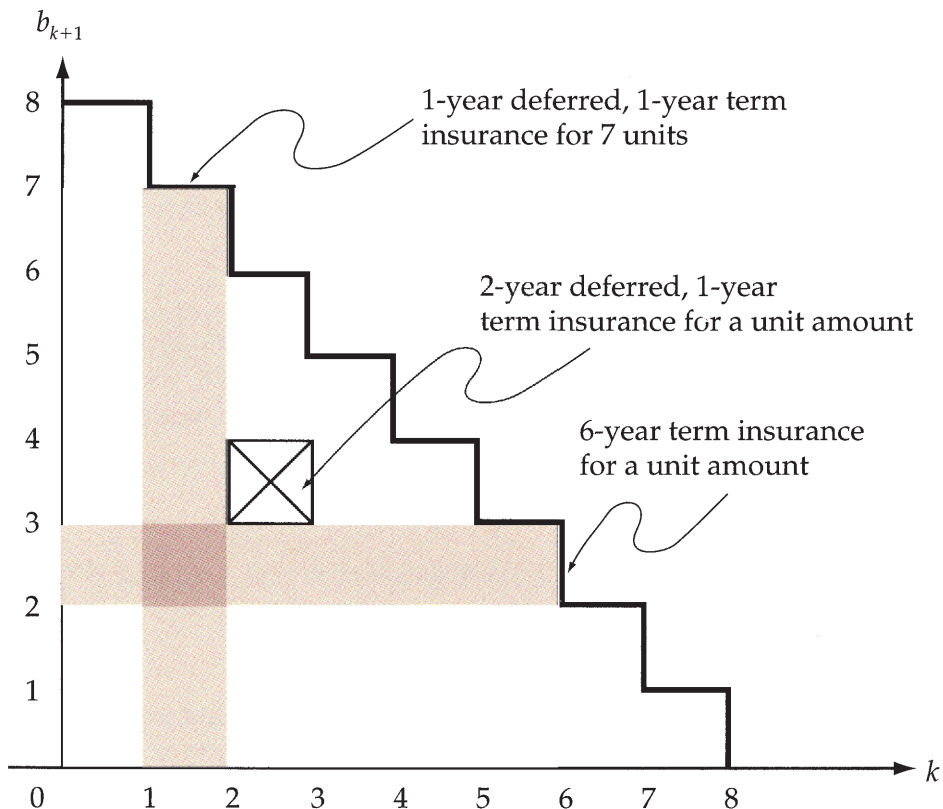 b_{k+1}
8
1-year deferred, 1-year term
insurance for 7 units
7
6
2-year deferred, 1-year
term insurance for a unit amount
5
4
6-year term insurance
for a unit amount
3
2
1
k
0 1 2 3 4 5 6 7 8